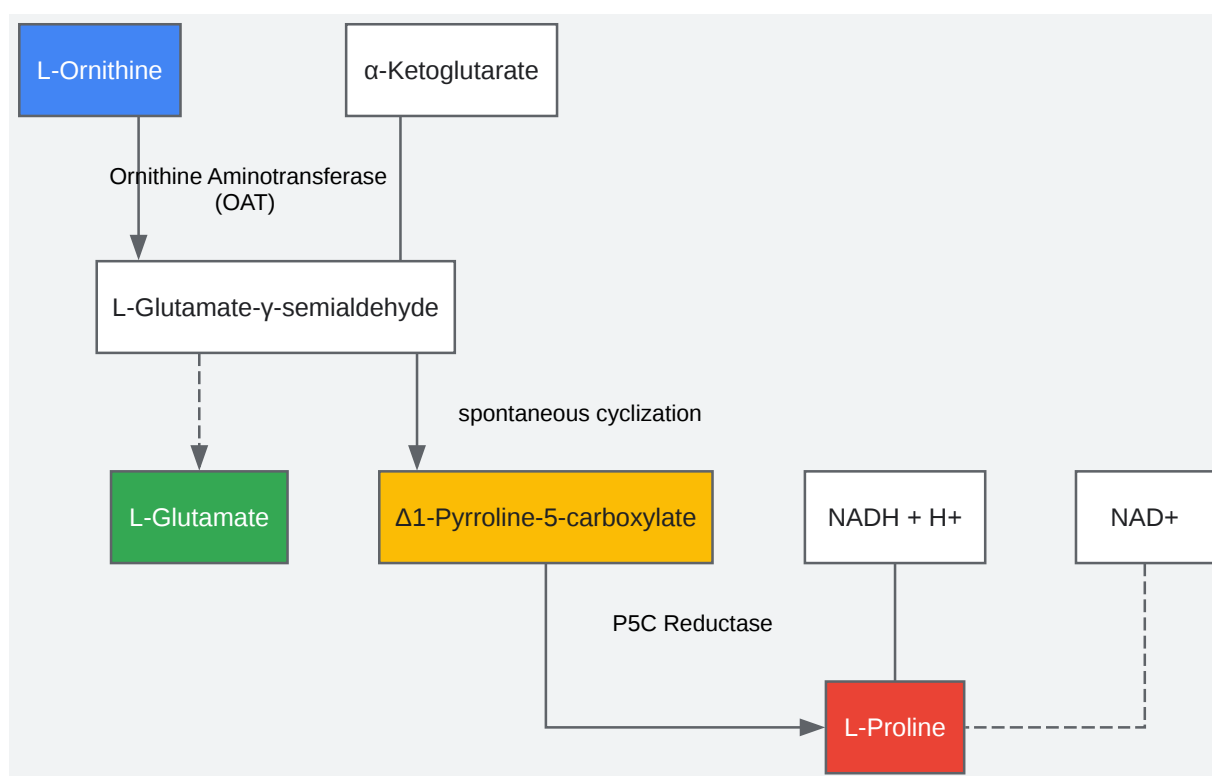 L-Ornithine
α-Ketoglutarate
Ornithine Aminotransferase
(OAT)
L-Glutamate-γ-semialdehyde
spontaneous cyclization
L-Glutamate
Δ1-Pyrroline-5-carboxylate
NADH + H+
NAD+
P5C Reductase
L-Proline